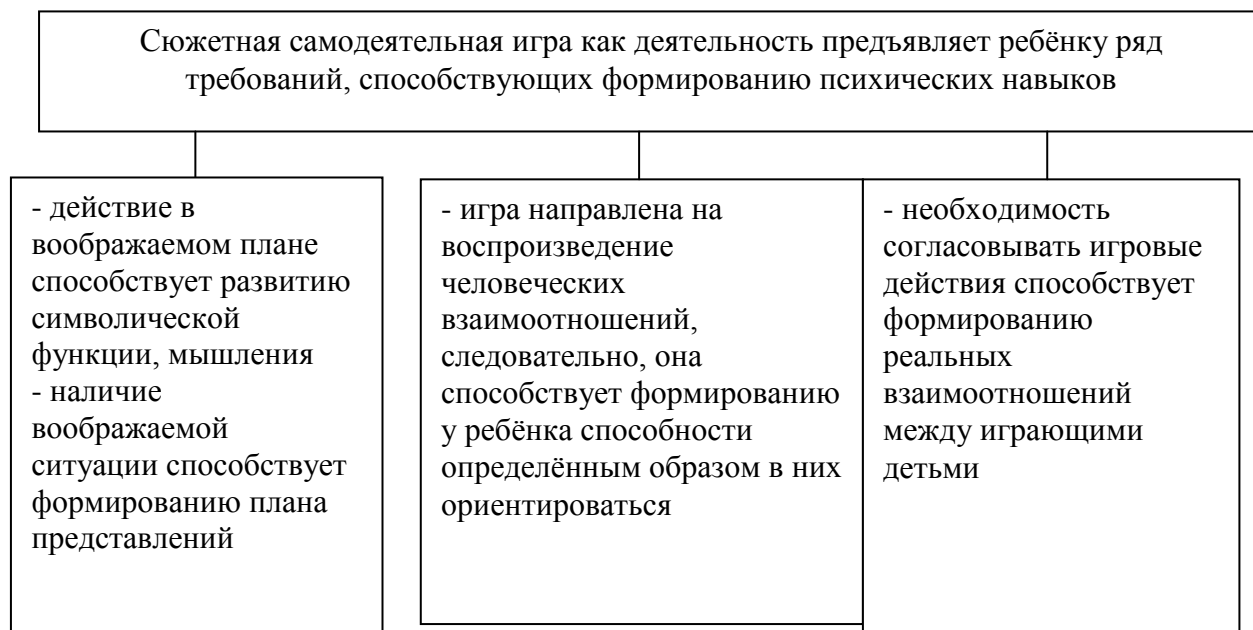 Сюжетная самодеятельная игра как деятельность предъявляет ребёнку ряд
требований, способствующих формированию психических навыков
- действие в
воображаемом плане
способствует развитию
символической
функции, мышления
- наличие
воображаемой
ситуации способствует
формированию плана
представлений
- игра направлена на
воспроизведение
человеческих
взаимоотношений,
следовательно, она
способствует формированию
у ребёнка способности
определённым образом в них
ориентироваться
- необходимость
согласовывать игровые
действия способствует
формированию
реальных
взаимоотношений
между играющими
детьми